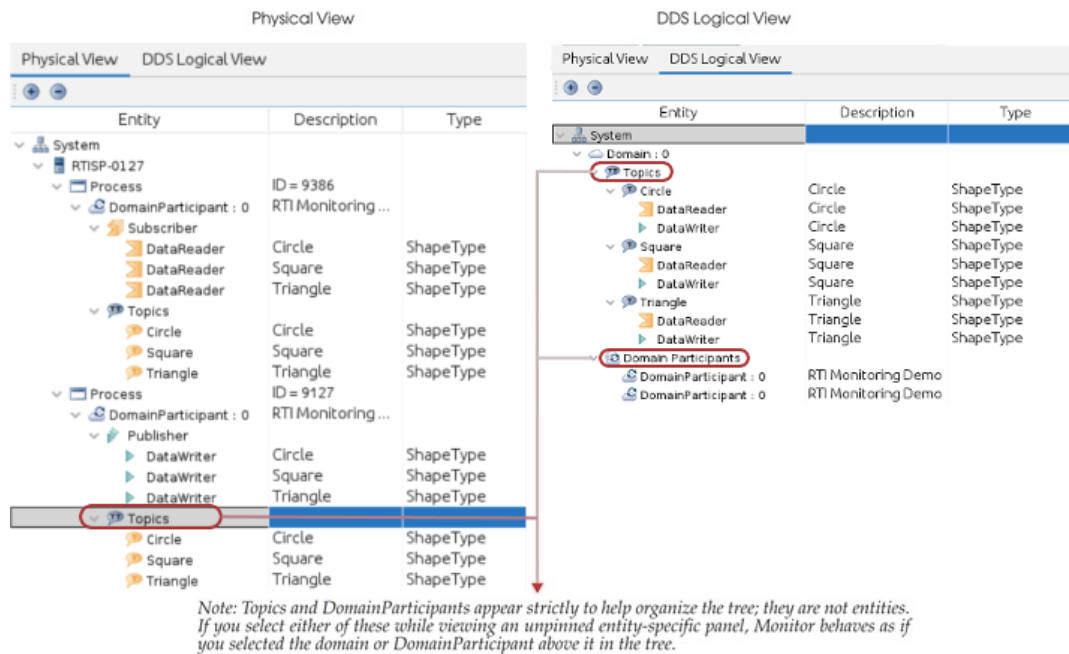 Physical View
DDS Logical View
Physical View DDS Logical View
Entity Description Type
System
RTISP-0127
Process ID = 9386
DomainParticipant : 0 RTI Monitoring ...
Subscriber
DataReader Circle ShapeType
DataReader Square ShapeType
DataReader Triangle ShapeType
Topics
Circle Circle ShapeType
Square Square ShapeType
Triangle Triangle ShapeType
Process ID = 9127
DomainParticipant : 0 RTI Monitoring ...
Publisher
DataWriter Circle ShapeType
DataWriter Square ShapeType
DataWriter Triangle ShapeType
Topics
Circle Circle ShapeType
Square Square ShapeType
Triangle Triangle ShapeType
Physical View DDS Logical View
Entity Description Type
System
Domain : 0
Topics
Circle Circle ShapeType
DataReader Circle ShapeType
DataWriter Circle ShapeType
Square Square ShapeType
DataReader Square ShapeType
DataWriter Square ShapeType
Triangle Triangle ShapeType
DataReader Triangle ShapeType
DataWriter Triangle ShapeType
Domain Participants
DomainParticipant : 0 RTI Monitoring Demo
DomainParticipant : 0 RTI Monitoring Demo
Note: Topics and DomainParticipants appear strictly to help organize the tree; they are not entities.
If you select either of these while viewing an unpinned entity-specific panel, Monitor behaves as if
you selected the domain or DomainParticipant above it in the tree.